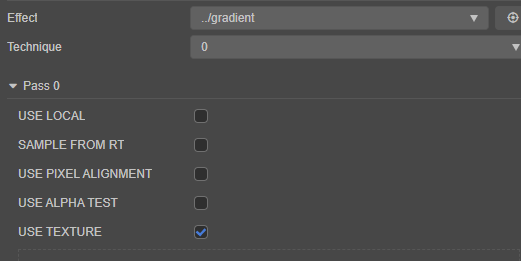 Effect
../gradient
Technique
0
Pass 0
USE LOCAL
SAMPLE FROM RT
USE PIXEL ALIGNMENT
USE ALPHA TEST
USE TEXTURE